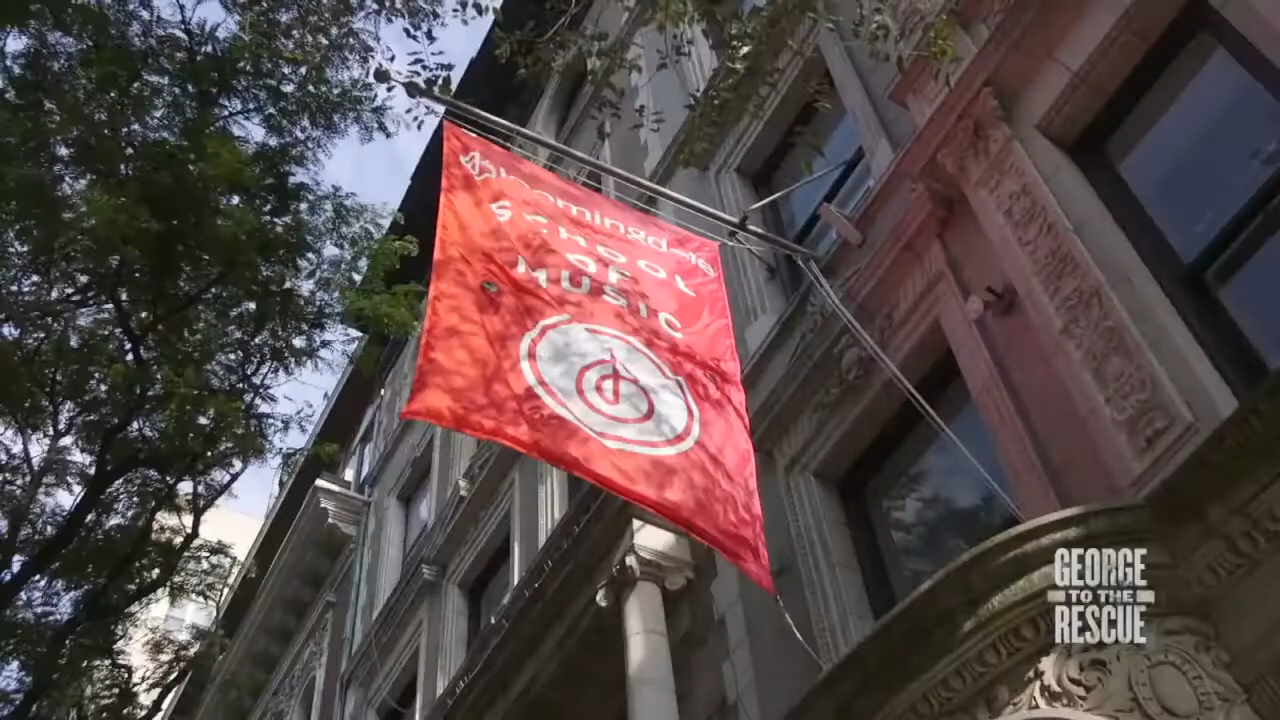 Bloomingdale
SCHOOL
OF
MUSIC
GEORGE
TO THE
RESCUE